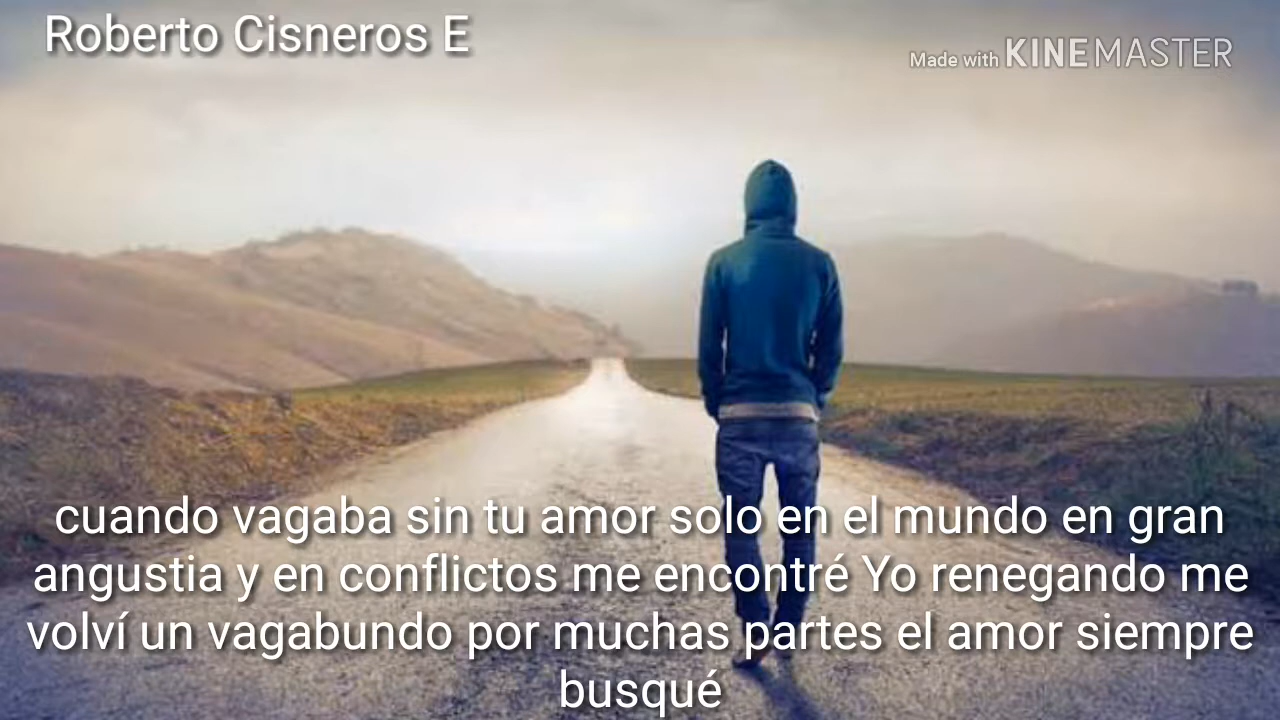 Roberto Cisneros E
Made with KINEMASTER
cuando vagaba sin tu amor solo en el mundo en gran
angustia y en conflictos me encontré Yo renegando me
volví un vagabundo por muchas partes el amor siempre
busqué